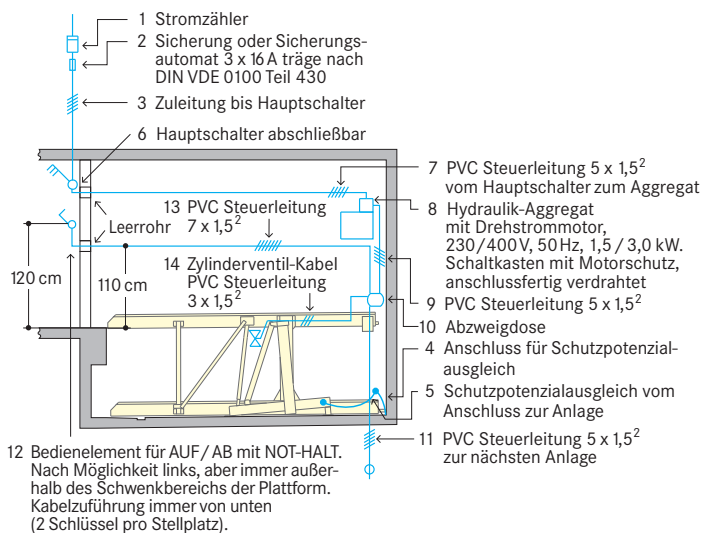 1 Stromzähler
2 Sicherung oder Sicherungs-
automat 3 x 16 A träge nach
DIN VDE 0100 Teil 430
3 Zuleitung bis Hauptschalter
6 Hauptschalter abschließbar
7 PVC Steuerleitung 5 x 1,5²
vom Hauptschalter zum Aggregat
8 Hydraulik-Aggregat
mit Drehstrommotor,
230/400 V, 50 Hz, 1,5 / 3,0 kW.
Schaltkasten mit Motorschutz,
anschlussfertig verdrahtet
9 PVC Steuerleitung 5 x 1,5²
10 Abzweigdose
4 Anschluss für Schutzpotenzial-
ausgleich
5 Schutzpotenzialausgleich vom
Anschluss zur Anlage
11 PVC Steuerleitung 5 x 1,5²
zur nächsten Anlage
13 PVC Steuerleitung
7 x 1,5²
Leerrohr
14 Zylinderventil-Kabel
PVC Steuerleitung
3 x 1,5²
120 cm
110 cm
12 Bedienelement für AUF/ AB mit NOT-HALT.
Nach Möglichkeit links, aber immer außer-
halb des Schwenkbereichs der Plattform.
Kabelzuführung immer von unten
(2 Schlüssel pro Stellplatz).